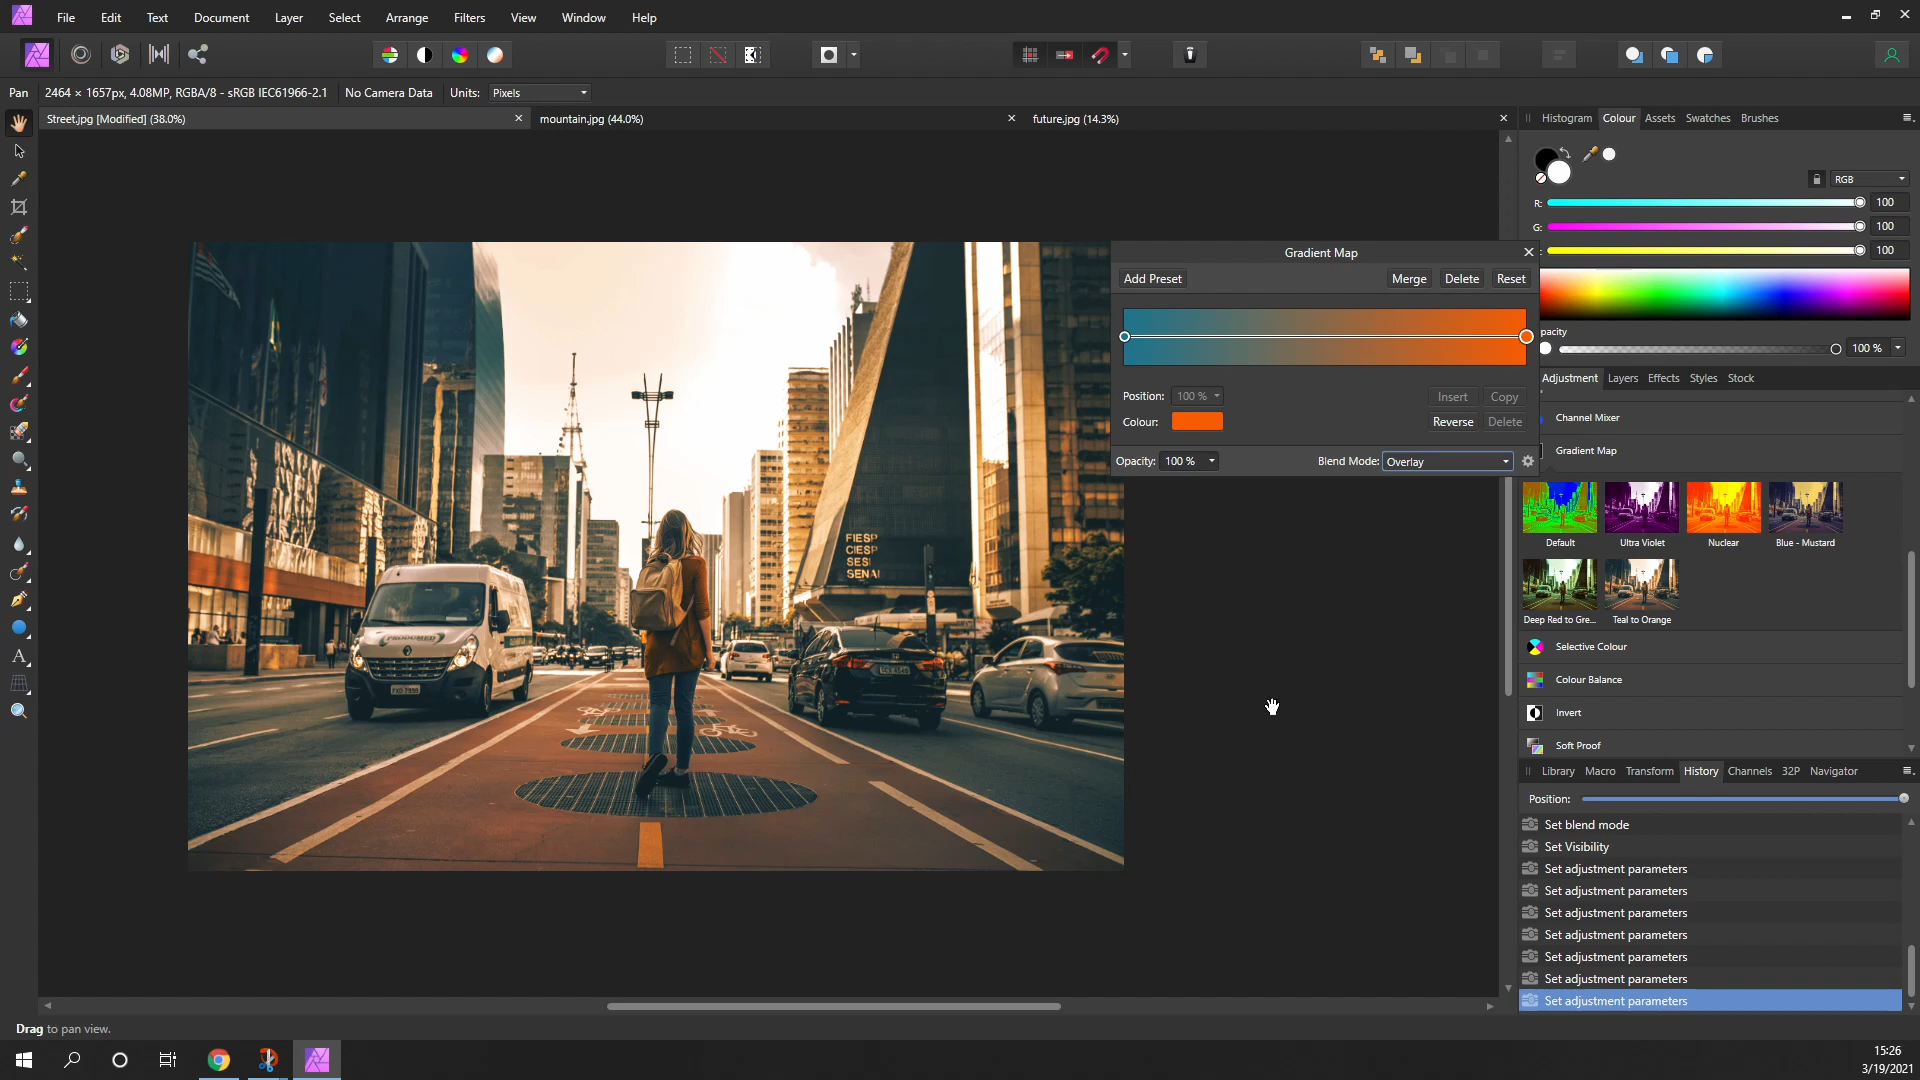 File Edit Text Document Layer Select Arrange Filters View Window Help
Pan 2464 × 1657px, 4.08MP, RGBA/8 - sRGB IEC61966-2.1 No Camera Data Units: Pixels
Street.jpg [Modified] (38.0%) mountain.jpg (44.0%) future.jpg (14.3%)
Histogram Colour Assets Swatches Brushes
RGB
R: 100
G: 100
100
pacity
100 %
Gradient Map
Add Preset Merge Delete Reset
Position: 100 % Insert Copy
Colour: Reverse Delete
Opacity: 100 % Blend Mode: Overlay
Adjustment Layers Effects Styles Stock
Channel Mixer
Gradient Map
Default Ultra Violet Nuclear Blue - Mustard
Deep Red to Gre... Teal to Orange
Selective Colour
Colour Balance
Invert
Soft Proof
Library Macro Transform History Channels 32P Navigator
Position:
Set blend mode
Set Visibility
Set adjustment parameters
Set adjustment parameters
Set adjustment parameters
Set adjustment parameters
Set adjustment parameters
Set adjustment parameters
Set adjustment parameters
FIESP
CIESP
SESI
SENAI
PRODUMED
Drag to pan view.
15:26
3/19/2021